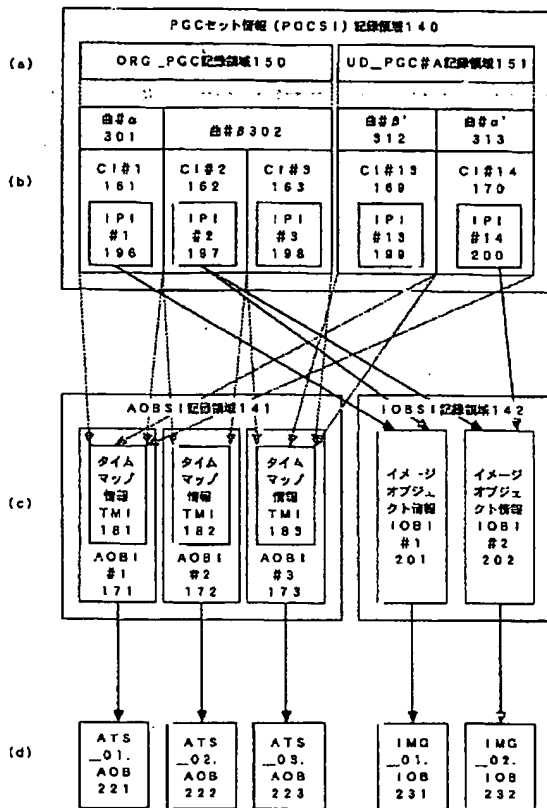 PGCセット情報(PGCSI)記録領域140
(a)
ORG_PGC記録領域150
UD_PGC#A記録領域151
曲#α
301
曲#β302
曲#β'
312
曲#α'
313
(b)
CI#1
161
CI#2
162
CI#3
163
CI#13
169
CI#14
170
IPI
#1
196
IPI
#2
197
IPI
#3
198
IPI
#13
199
IPI
#14
200
AOBSI記録領域141
IOBSI記録領域142
(c)
タイム
マップ
情報
TMI
181
タイム
マップ
情報
TMI
182
タイム
マップ
情報
TMI
183
AOBI
#1
171
AOBI
#2
172
AOBI
#3
173
イメージ
オブジェ
クト情報
IOBI
#1
201
イメージ
オブジェ
クト情報
IOBI
#2
202
(d)
ATS
_01.
AOB
221
ATS
_02.
AOB
222
ATS
_03.
AOB
223
IMG
_01.
IOB
231
IMG
_02.
IOB
232